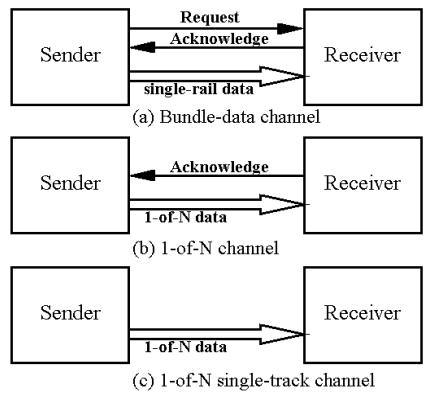 Request
Acknowledge
Sender
Receiver
single-rail data
(a) Bundle-data channel
Acknowledge
Sender
Receiver
1-of-N data
(b) 1-of-N channel
Sender
Receiver
1-of-N data
(c) 1-of-N single-track channel